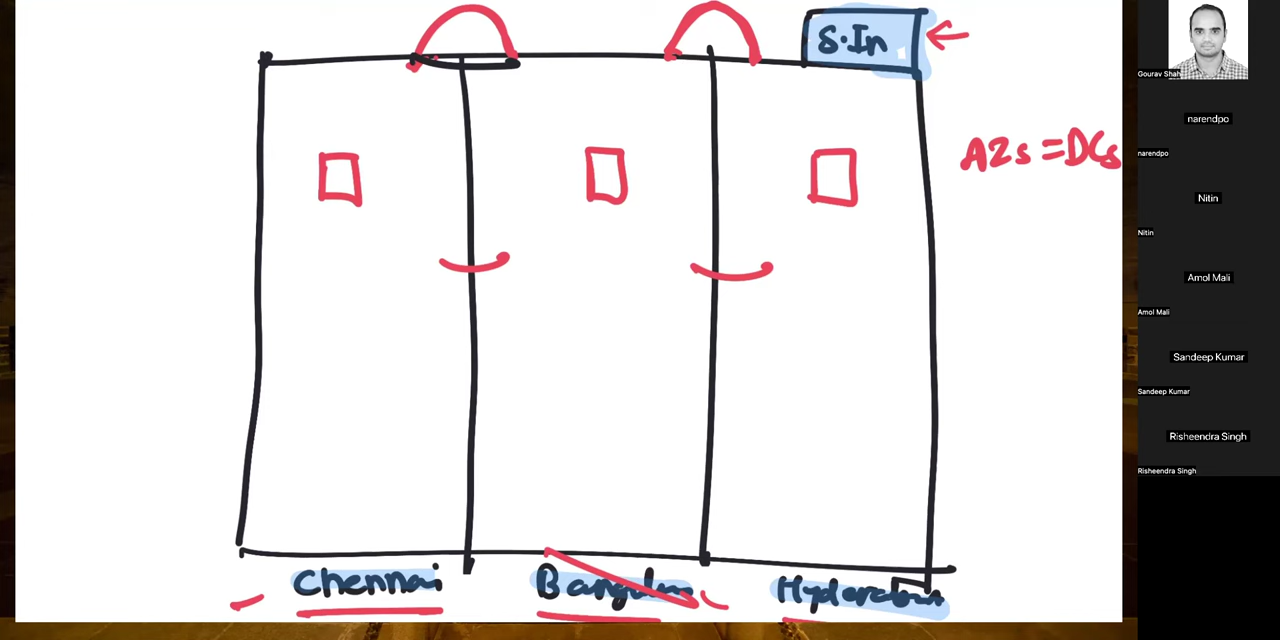 S.In
AZs = DCs
Chennai
Hyderabad
Gourav Shah
narendpo
narendpo
Nitin
Nitin
Amol Mali
Amol Mali
Sandeep Kumar
Sandeep Kumar
Risheendra Singh
Risheendra Singh